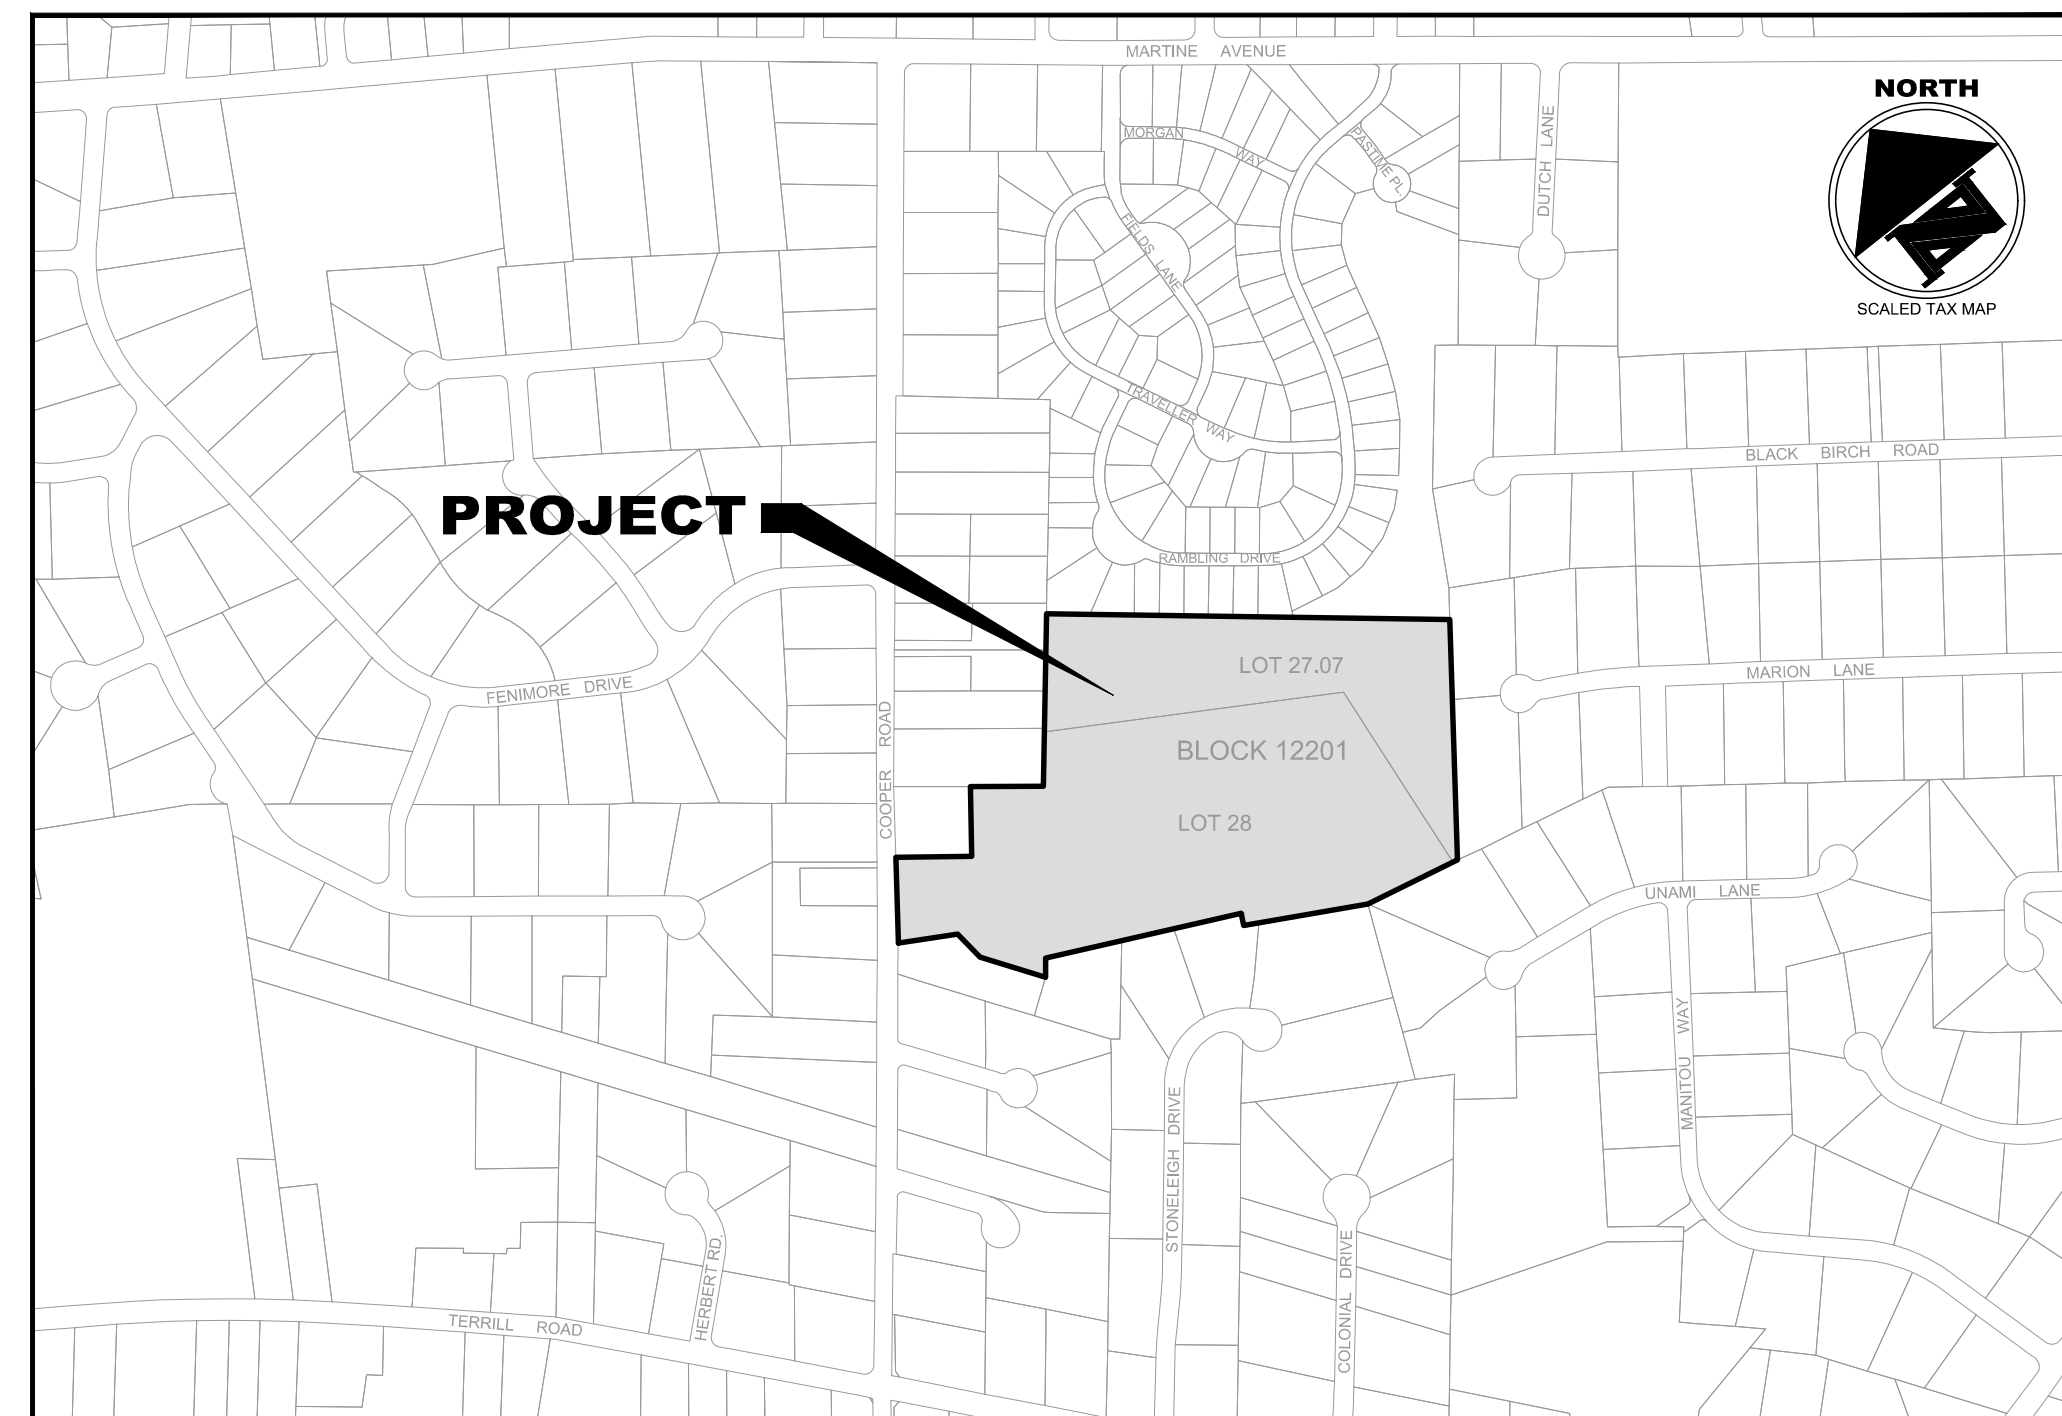 MARTINE AVENUE
NORTH
SCALED TAX MAP
MORGAN WAY
PASTIME PL.
DUTCH LANE
FIELDS LANE
TRAVELLER WAY
BLACK BIRCH ROAD
PROJECT
RAMBLING DRIVE
LOT 27.07
MARION LANE
FENIMORE DRIVE
COOPER ROAD
BLOCK 12201
LOT 28
UNAMI LANE
MANITOU WAY
STONELEIGH DRIVE
COLONIAL DRIVE
HERBERT RD.
TERRILL ROAD